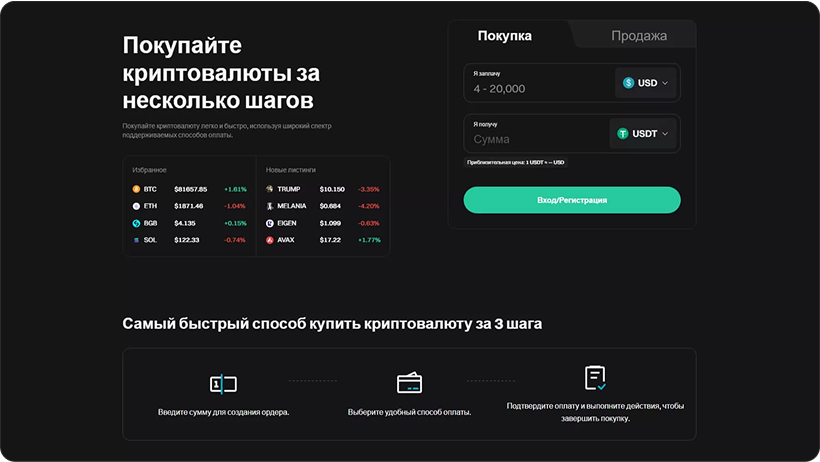 Покупайте
криптовалюты за
несколько шагов
Покупайте криптовалюту легко и быстро, используя широкий спектр
поддерживаемых способов оплаты.
Избранное
BTC $81657.85 +1.61%
ETH $1871.46 -1.04%
BGB $4.135 +0.15%
SOL $122.33 -0.74%
Новые листинги
TRUMP $10.150 -3.35%
MELANIA $0.684 -4.20%
EIGEN $1.099 -0.63%
AVAX $17.22 +1.77%
Покупка
Продажа
Я заплачу
4 - 20,000
USD
Я получу
Сумма
USDT
Приблизительная цена: 1 USDT ≈ -- USD
Вход/Регистрация
Самый быстрый способ купить криптовалюту за 3 шага
Введите сумму для создания ордера.
Выберите удобный способ оплаты.
Подтвердите оплату и выполните действия, чтобы
завершить покупку.